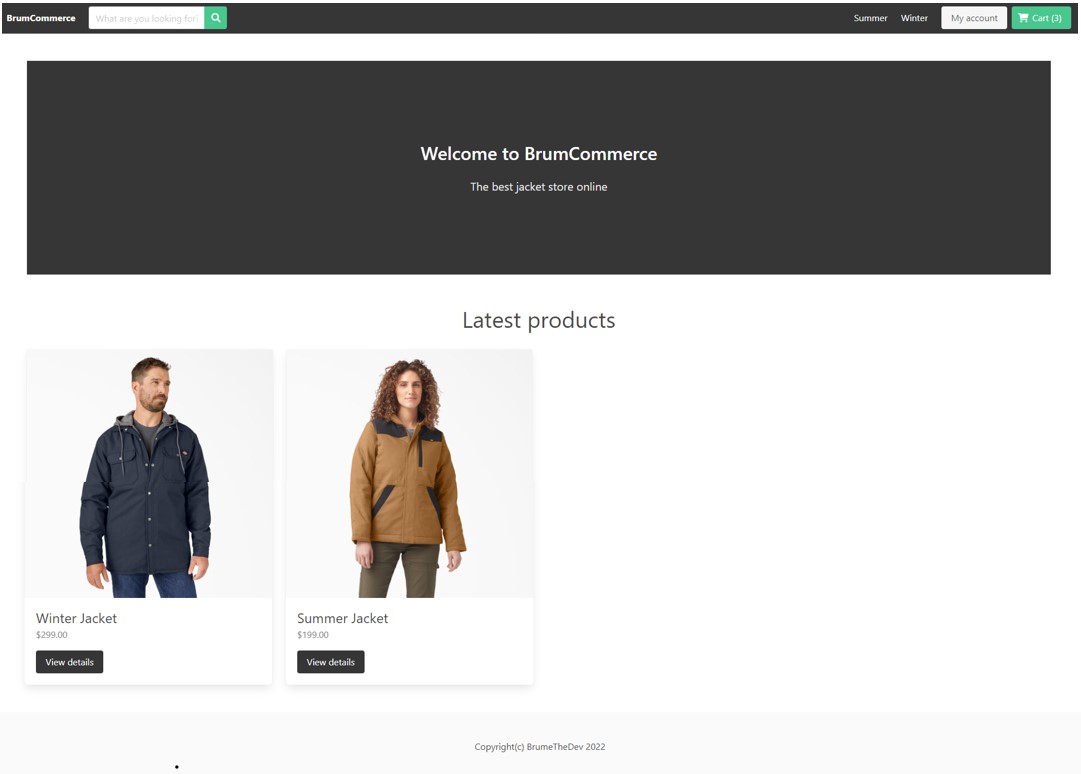 BrumCommerce What are you looking for? Summer Winter My account Cart (3)
Welcome to BrumCommerce
The best jacket store online
Latest products
Winter Jacket
$299.00
View details
Summer Jacket
$199.00
View details
Copyright(c) BrumeTheDev 2022